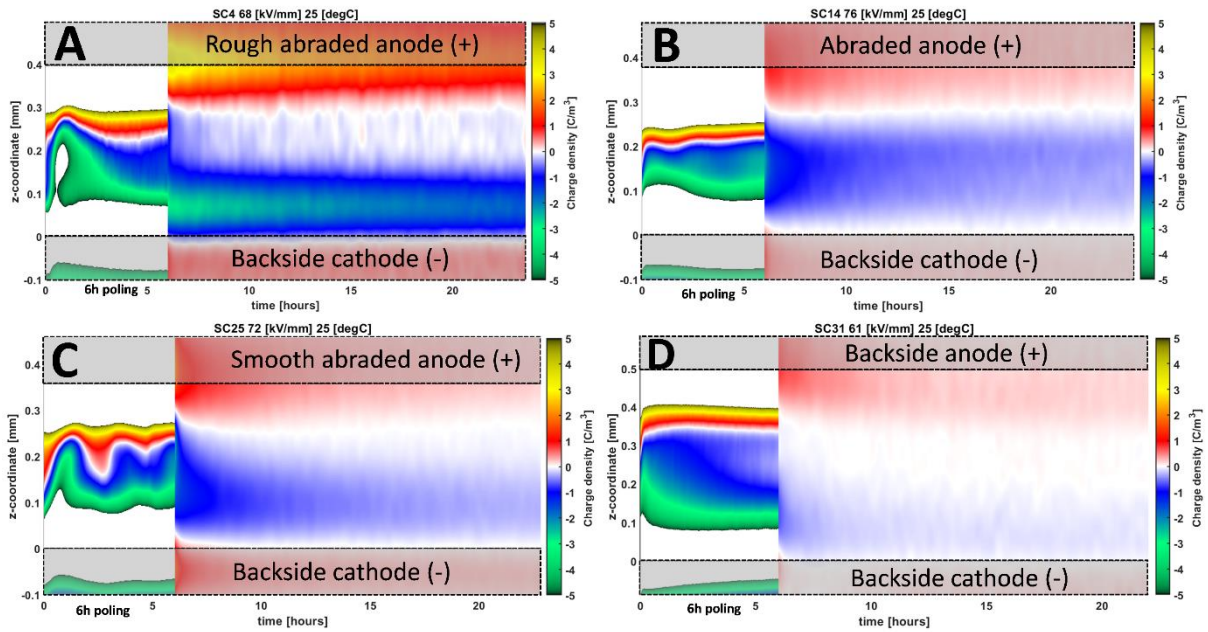 SC4 68 [kV/mm] 25 [degC]
A
Rough abraded anode (+)
Backside cathode (-)
z-coordinate [mm]
0.4
0.3
0.2
0.1
0
-0.1
0
5
10
15
20
6h poling
time [hours]
5
4
3
2
1
0
-1
-2
-3
-4
-5
Charge density [C/m³]
SC14 76 [kV/mm] 25 [degC]
B
Abraded anode (+)
Backside cathode (-)
z-coordinate [mm]
0.4
0.3
0.2
0.1
0
-0.1
0
5
10
15
20
6h poling
time [hours]
5
4
3
2
1
0
-1
-2
-3
-4
-5
Charge density [C/m³]
SC25 72 [kV/mm] 25 [degC]
C
Smooth abraded anode (+)
Backside cathode (-)
z-coordinate [mm]
0.4
0.3
0.2
0.1
0
-0.1
0
5
10
15
20
6h poling
time [hours]
5
4
3
2
1
0
-1
-2
-3
-4
-5
Charge density [C/m³]
SC31 61 [kV/mm] 25 [degC]
D
Backside anode (+)
Backside cathode (-)
z-coordinate [mm]
0.5
0.4
0.3
0.2
0.1
0
0
5
10
15
20
6h poling
time [hours]
5
4
3
2
1
0
-1
-2
-3
-4
-5
Charge density [C/m³]